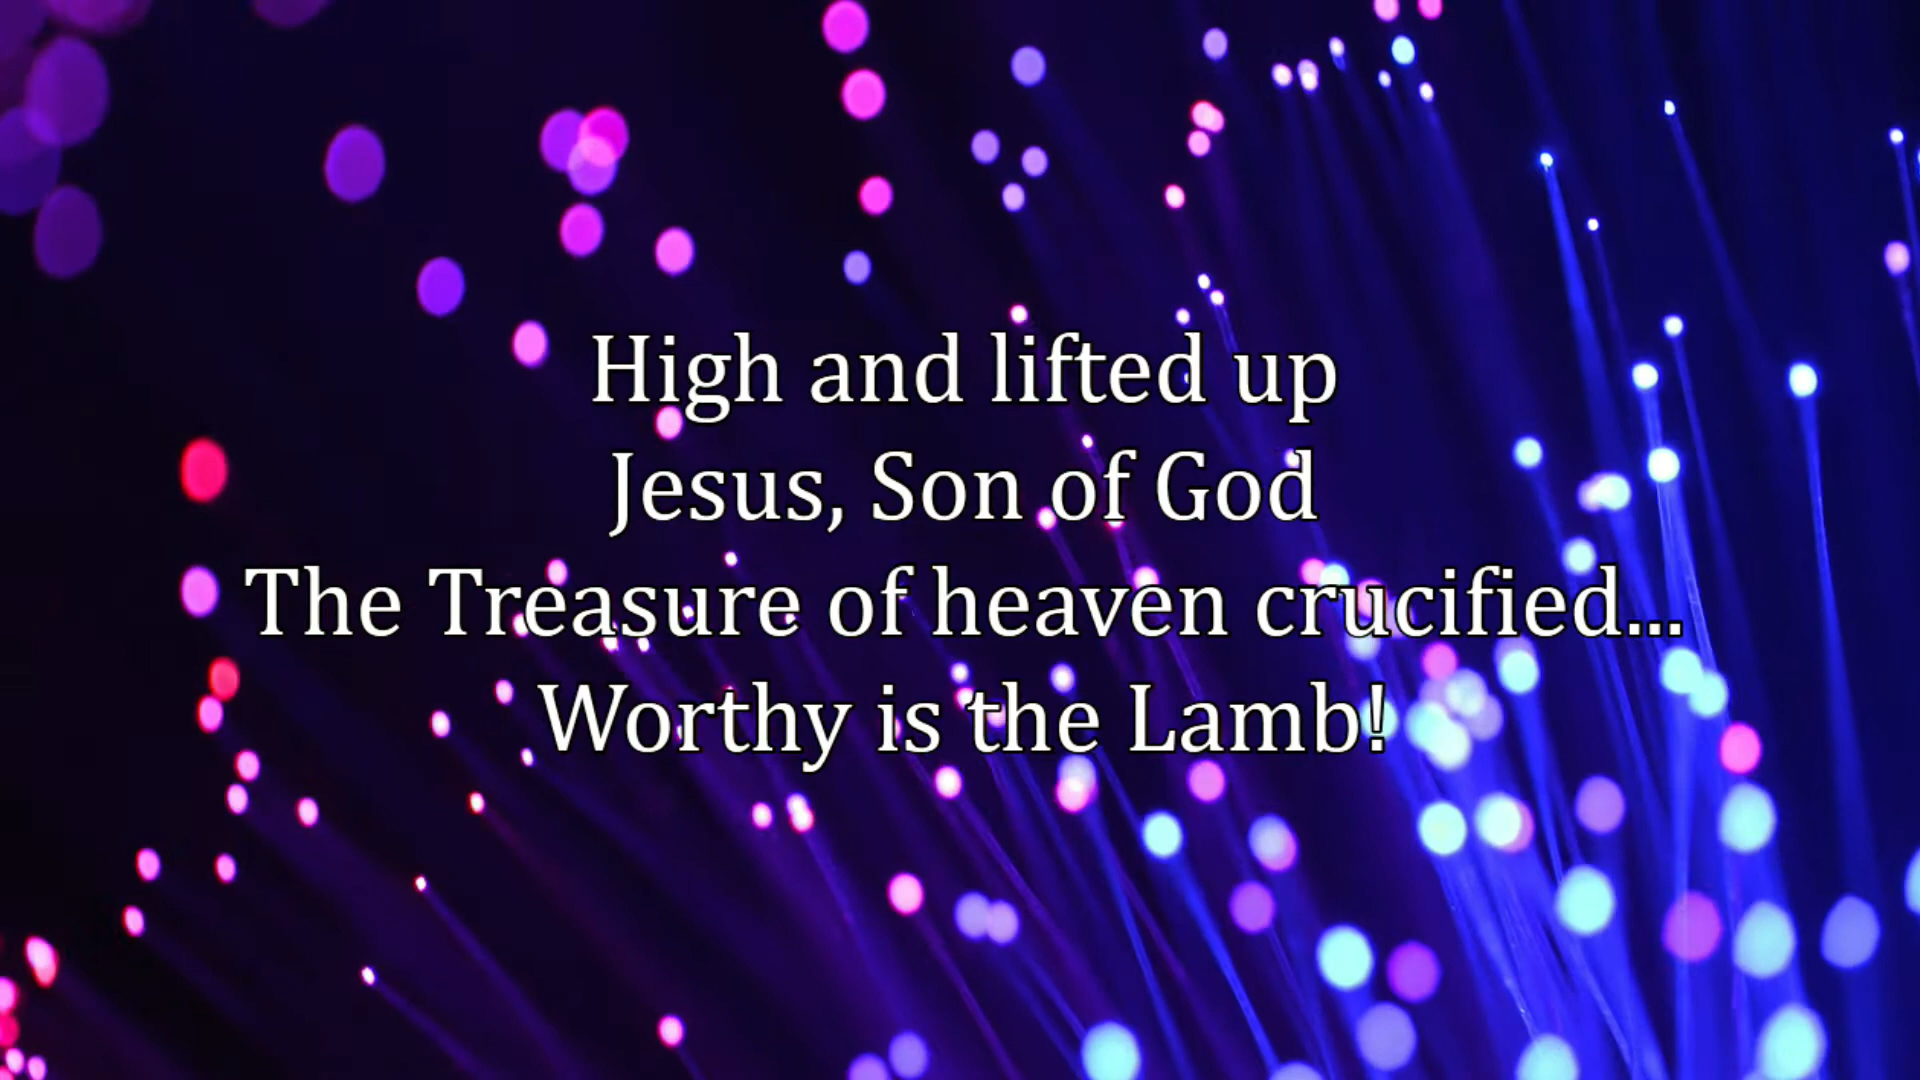 High and lifted up
Jesus, Son of God
The Treasure of heaven crucified...
Worthy is the Lamb!